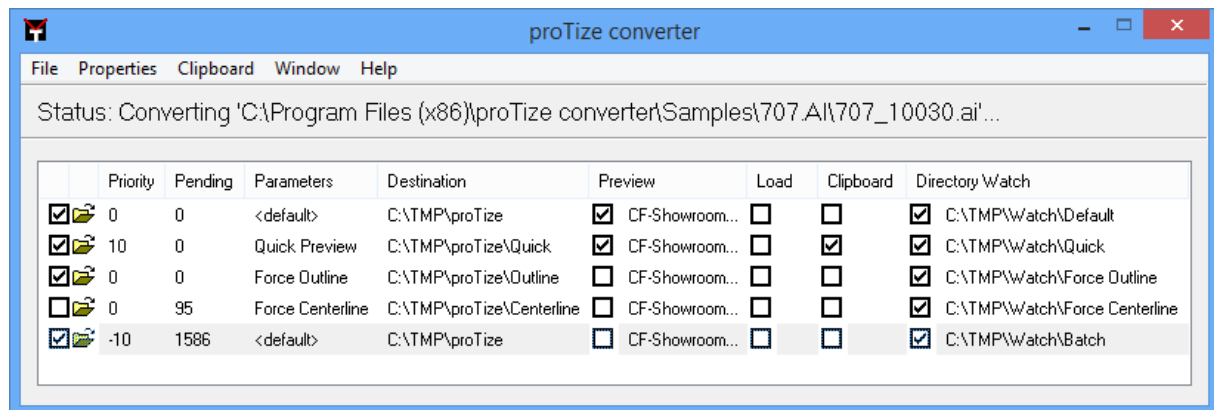 proTize converter
File Properties Clipboard Window Help
Status: Converting 'C:\Program Files (x86)\proTize converter\Samples\707.AI\707_10030.ai'...
Priority Pending Parameters Destination Preview Load Clipboard Directory Watch
0 0 <default> C:\TMP\proTize CF-Showroom... C:\TMP\Watch\Default
10 0 Quick Preview C:\TMP\proTize\Quick CF-Showroom... C:\TMP\Watch\Quick
0 0 Force Outline C:\TMP\proTize\Outline CF-Showroom... C:\TMP\Watch\Force Outline
0 95 Force Centerline C:\TMP\proTize\Centerline CF-Showroom... C:\TMP\Watch\Force Centerline
-10 1586 <default> C:\TMP\proTize CF-Showroom... C:\TMP\Watch\Batch